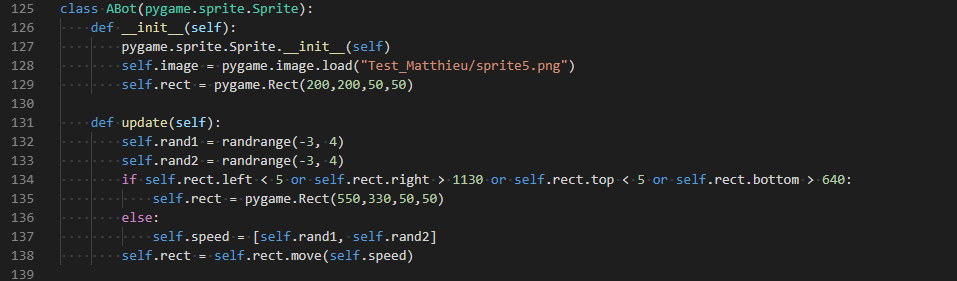 125 class ABot(pygame.sprite.Sprite):
126     def __init__(self):
127         pygame.sprite.Sprite.__init__(self)
128         self.image = pygame.image.load("Test_Matthieu/sprite5.png")
129         self.rect = pygame.Rect(200,200,50,50)
130
131     def update(self):
132         self.rand1 = randrange(-3, 4)
133         self.rand2 = randrange(-3, 4)
134         if self.rect.left < 5 or self.rect.right > 1130 or self.rect.top < 5 or self.rect.bottom > 640:
135             self.rect = pygame.Rect(550,330,50,50)
136         else:
137             self.speed = [self.rand1, self.rand2]
138         self.rect = self.rect.move(self.speed)
139